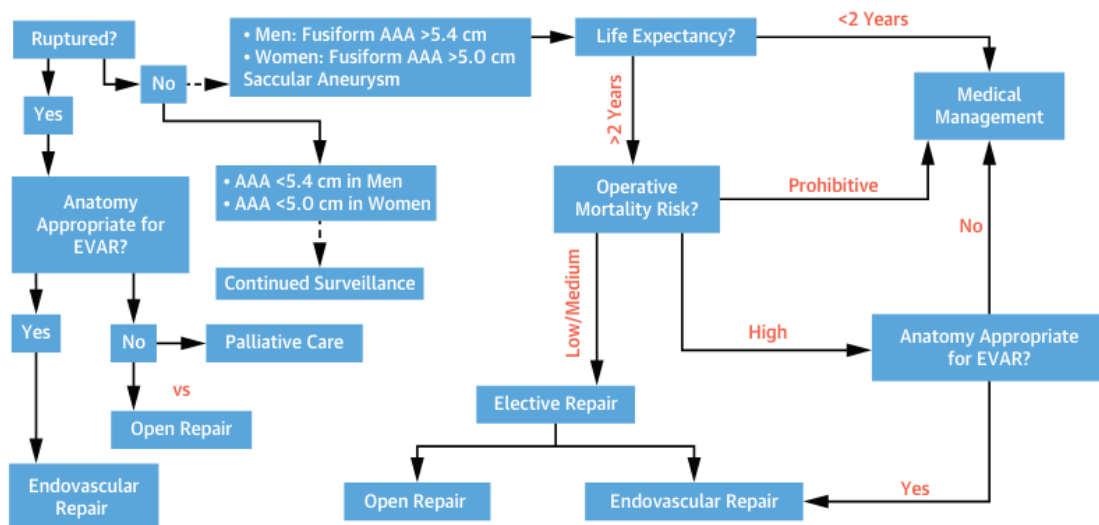 Ruptured?
No
Yes
• Men: Fusiform AAA >5.4 cm
• Women: Fusiform AAA >5.0 cm
Saccular Aneurysm
Life Expectancy?
<2 Years
Medical
Management
>2 Years
• AAA <5.4 cm in Men
• AAA <5.0 cm in Women
Continued Surveillance
Anatomy
Appropriate for
EVAR?
Yes
No
Palliative Care
vs
Open Repair
Endovascular
Repair
Operative
Mortality Risk?
Prohibitive
No
Low/Medium
High
Anatomy Appropriate
for EVAR?
Elective Repair
Open Repair
Endovascular Repair
Yes